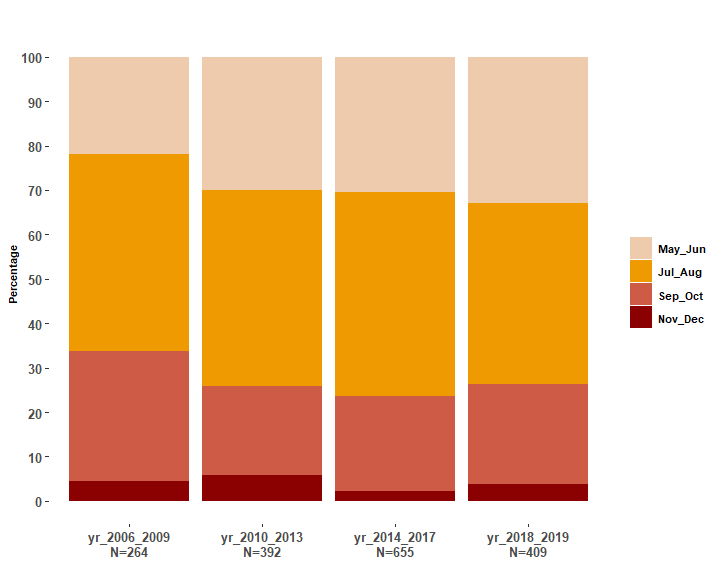 100
90
80
70
60
50
40
30
20
10
0
Percentage
yr_2006_2009
N=264
yr_2010_2013
N=392
yr_2014_2017
N=655
yr_2018_2019
N=409
May_Jun
Jul_Aug
Sep_Oct
Nov_Dec